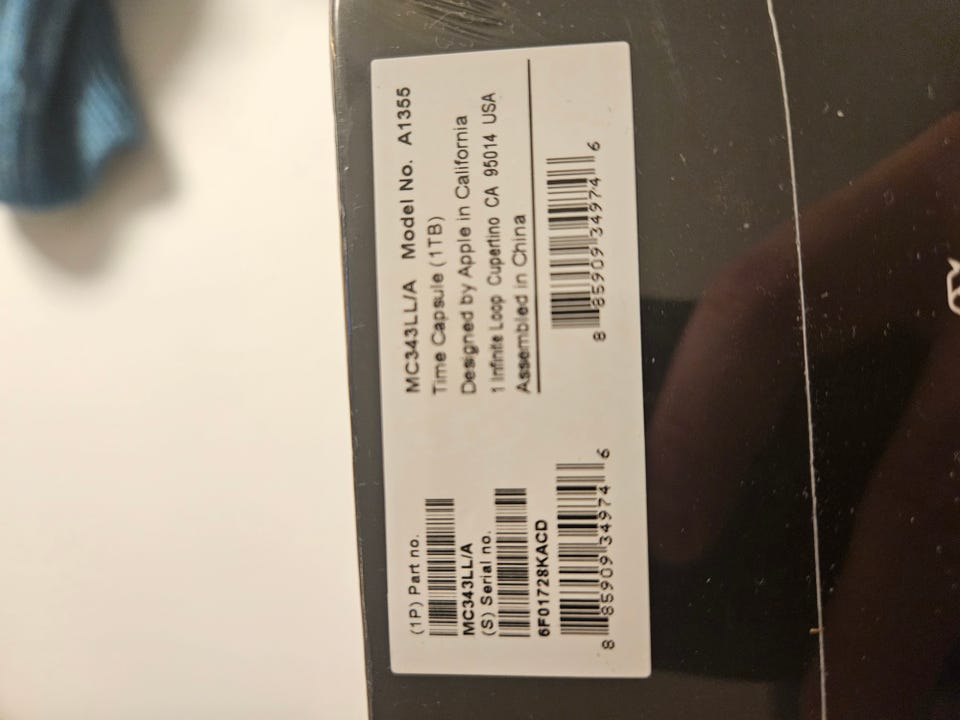 (1P) Part no.
MC343LL/A
(S) Serial no.
6F01728KACD
8 85909 34974 6
MC343LL/A Model No. A1355
Time Capsule (1TB)
Designed by Apple in California
1 Infinite Loop Cupertino CA 95014 USA
Assembled in China
8 85909 34974 6